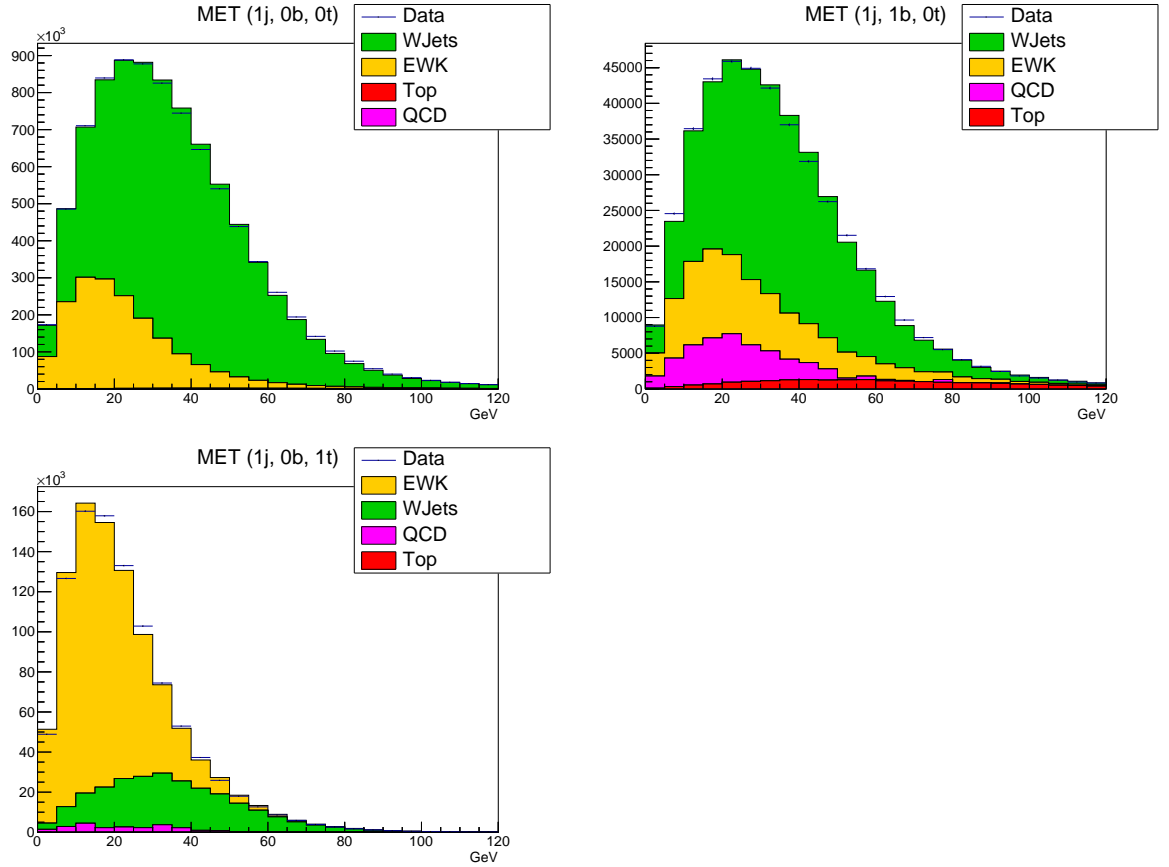 MET (1j, 0b, 0t)
Data
WJets
EWK
Top
QCD
×10³
900
800
700
600
500
400
300
200
100
0
0 20 40 60 80 100 120
GeV
MET (1j, 1b, 0t)
Data
WJets
EWK
QCD
Top
45000
40000
35000
30000
25000
20000
15000
10000
5000
0
0 20 40 60 80 100 120
GeV
MET (1j, 0b, 1t)
Data
EWK
WJets
QCD
Top
×10³
160
140
120
100
80
60
40
20
0
0 20 40 60 80 100 120
GeV